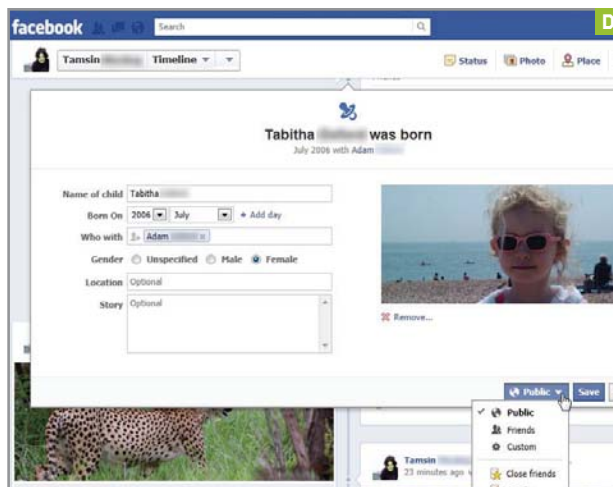 facebook Search D
Tamsin Timeline Status Photo Place
Tabitha was born
July 2006 with Adam
Name of child Tabitha
Born On 2006 July + Add day
Who with Adam x
Gender Unspecified Male Female
Location Optional
Story Optional
Remove...
Public Save
Public
Friends
Custom
Tamsin
23 minutes ago
Close friends